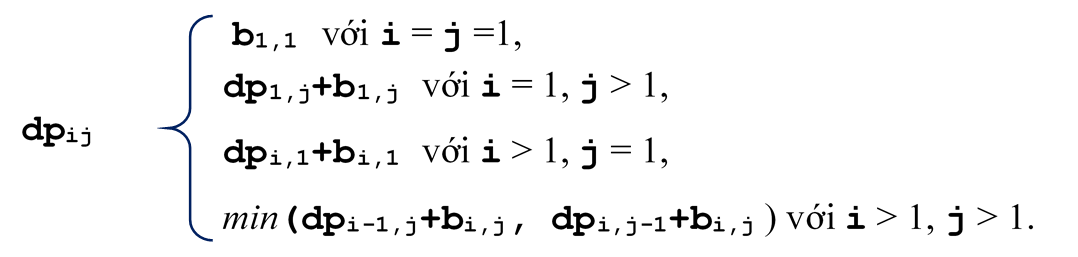 b1,1 với i = j =1,
dp1,j+b1,j với i = 1, j > 1,
dpij
dpi,1+bi,1 với i > 1, j = 1,
min(dpi-1,j+bi,j, dpi,j-1+bi,j) với i > 1, j > 1.